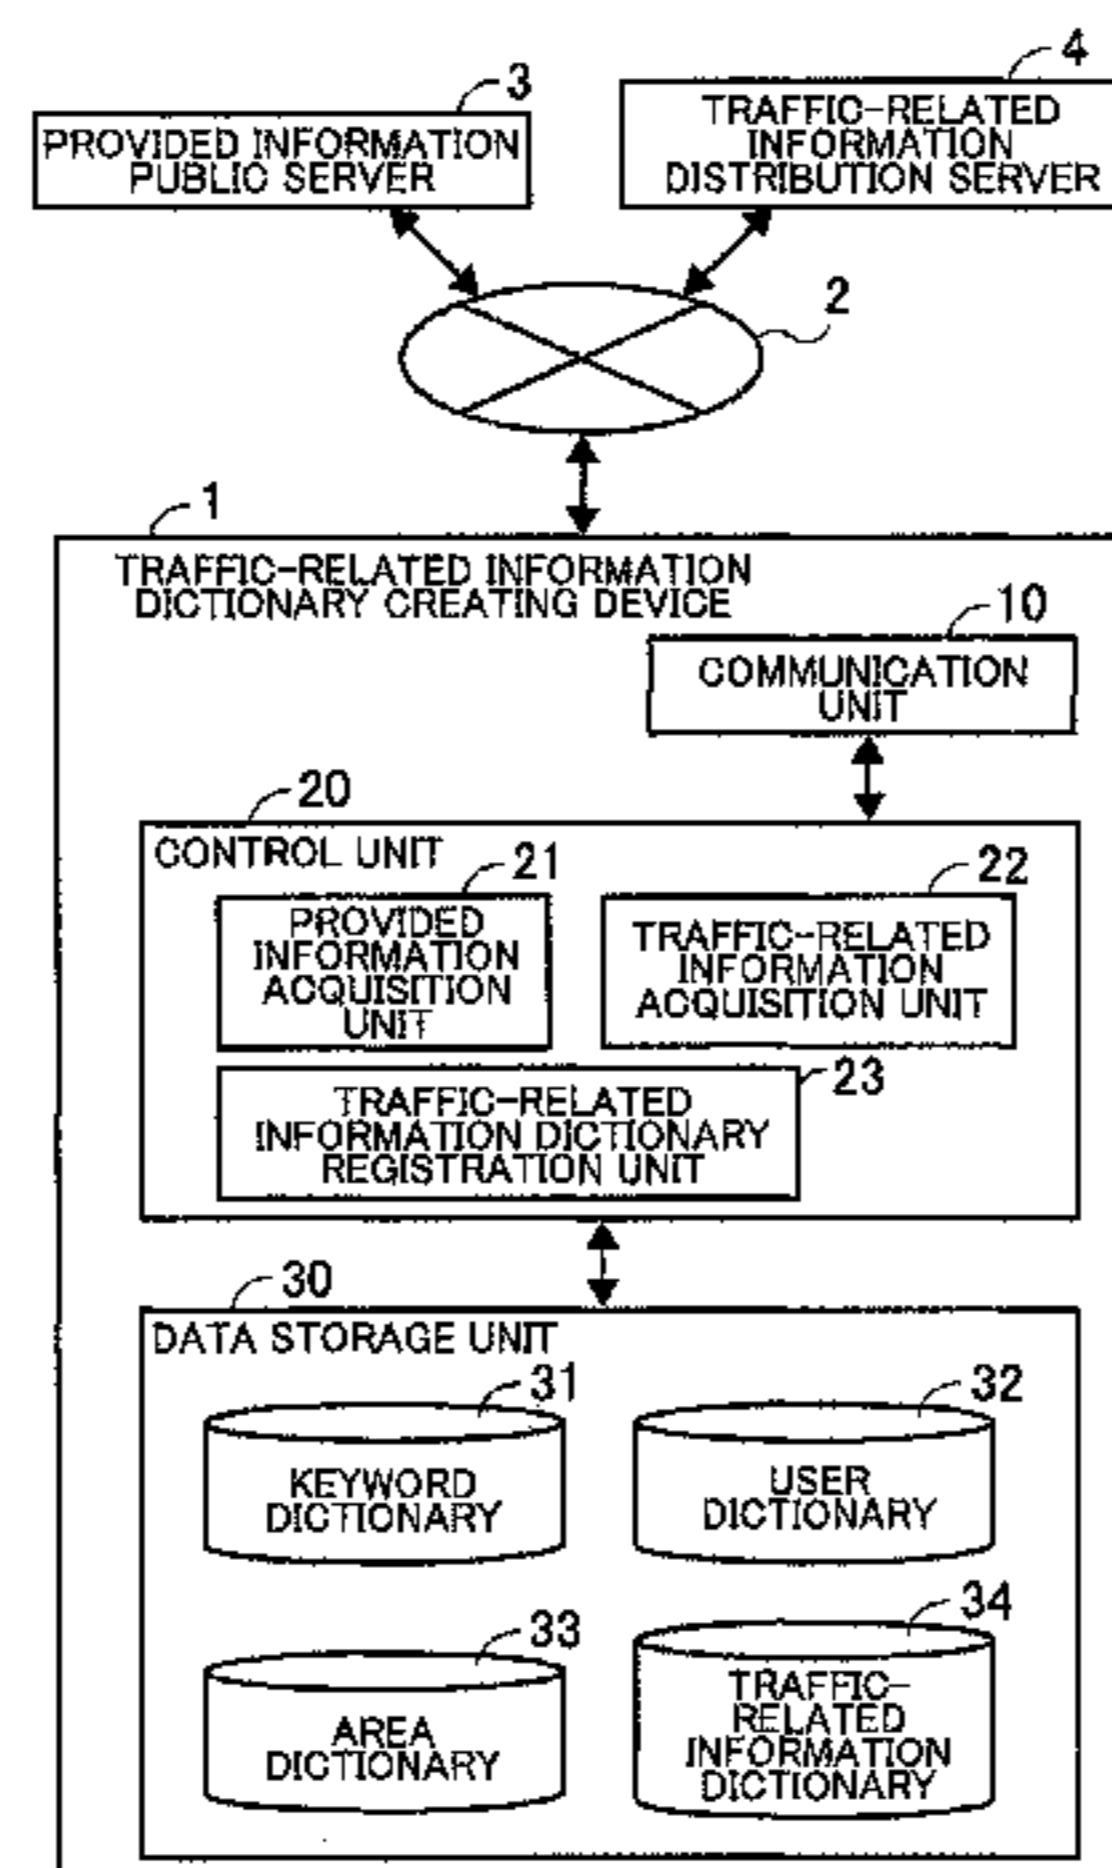 3
PROVIDED INFORMATION
PUBLIC SERVER
4
TRAFFIC-RELATED
INFORMATION
DISTRIBUTION SERVER
2
1
TRAFFIC-RELATED INFORMATION
DICTIONARY CREATING DEVICE
10
COMMUNICATION
UNIT
20
CONTROL UNIT
21
PROVIDED
INFORMATION
ACQUISITION
UNIT
22
TRAFFIC-RELATED
INFORMATION
ACQUISITION UNIT
23
TRAFFIC-RELATED
INFORMATION DICTIONARY
REGISTRATION UNIT
30
DATA STORAGE UNIT
31
KEYWORD
DICTIONARY
32
USER
DICTIONARY
33
AREA
DICTIONARY
34
TRAFFIC-
RELATED
INFORMATION
DICTIONARY